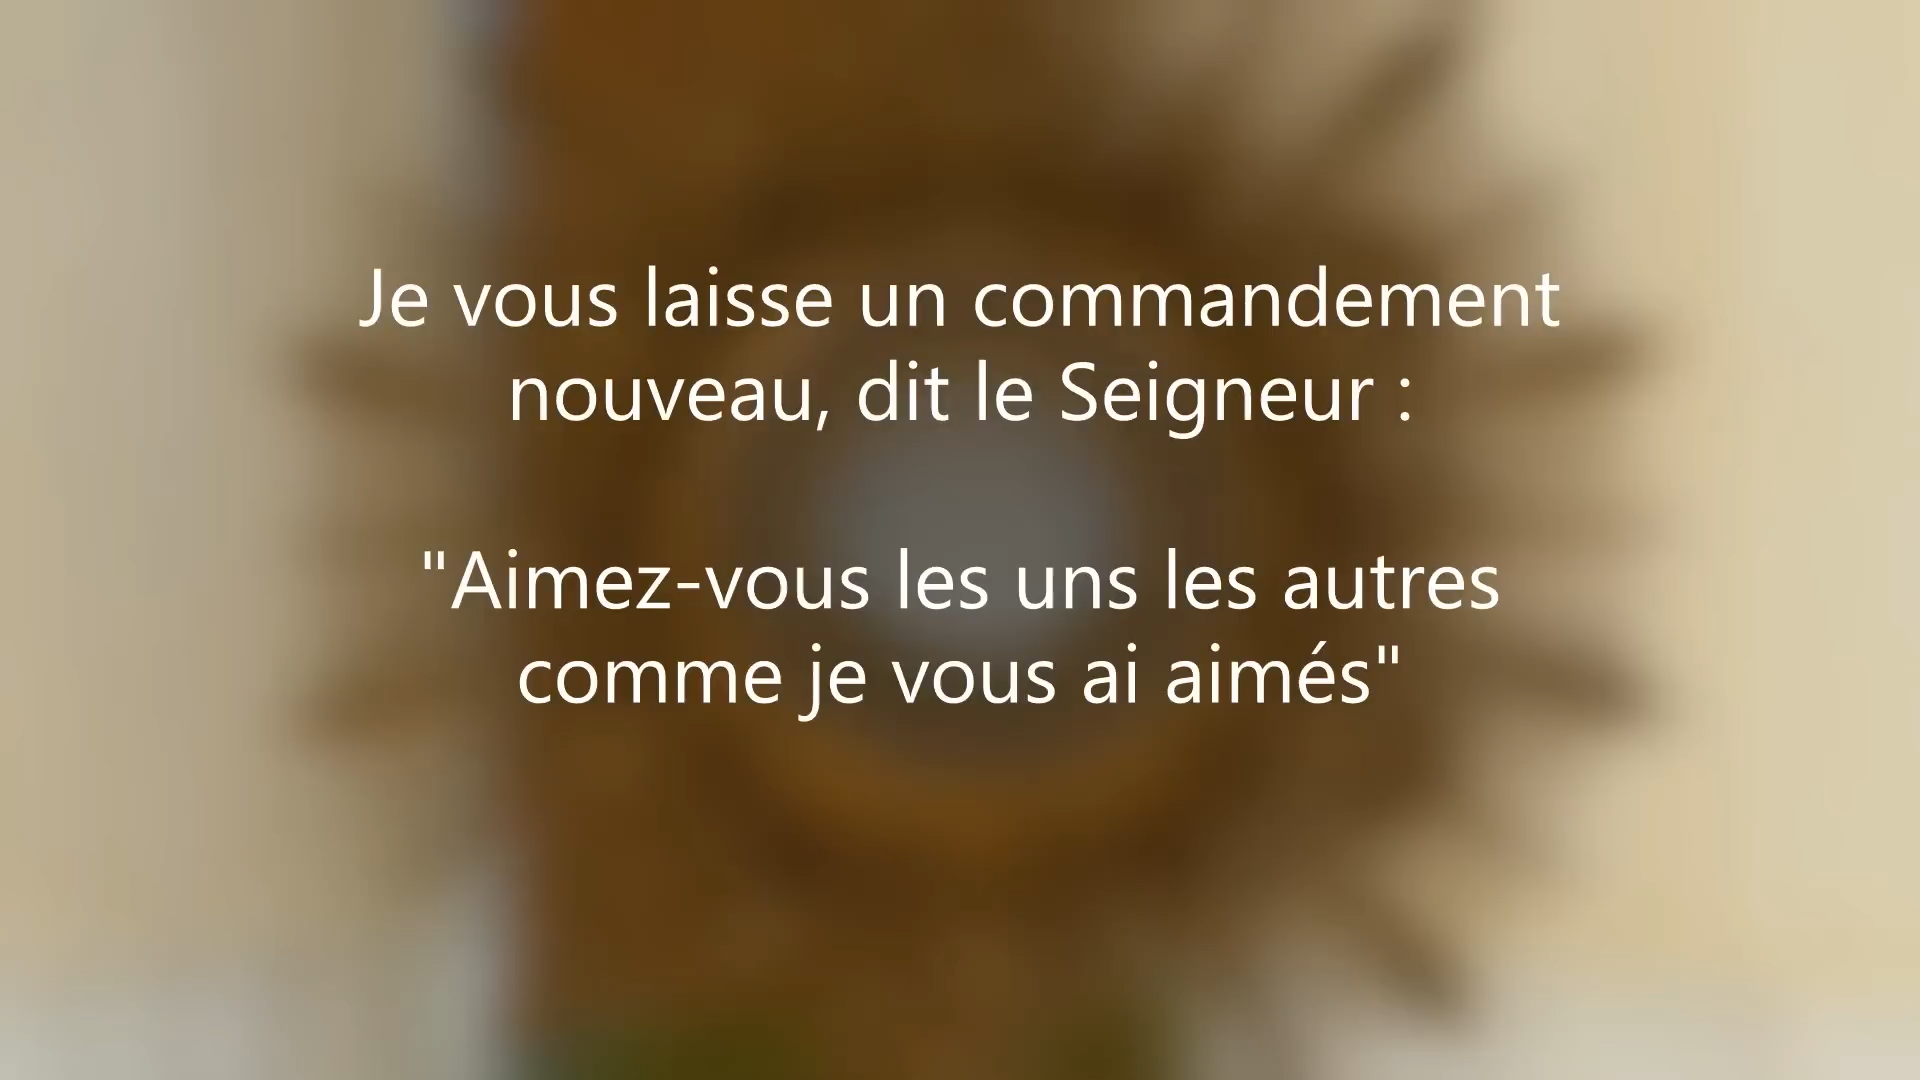 Je vous laisse un commandement
nouveau, dit le Seigneur :
"Aimez-vous les uns les autres
comme je vous ai aimés"